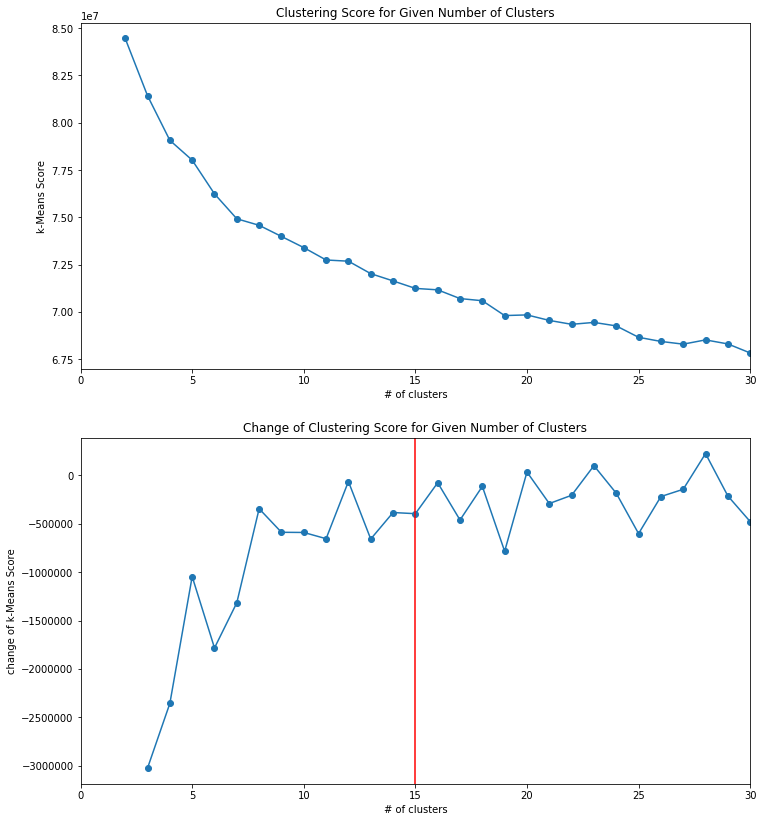 Clustering Score for Given Number of Clusters
1e7
8.50
8.25
8.00
7.75
7.50
7.25
7.00
6.75
k-Means Score
0 5 10 15 20 25 30
# of clusters
Change of Clustering Score for Given Number of Clusters
0
−500000
−1000000
−1500000
−2000000
−2500000
−3000000
change of k-Means Score
0 5 10 15 20 25 30
# of clusters